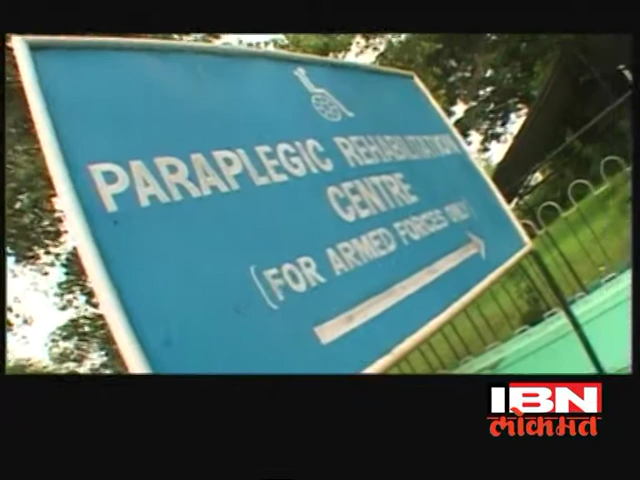 PARAPLEGIC REHABILITATION
CENTRE
(FOR ARMED FORCES ONLY)
IBN
लोकमत